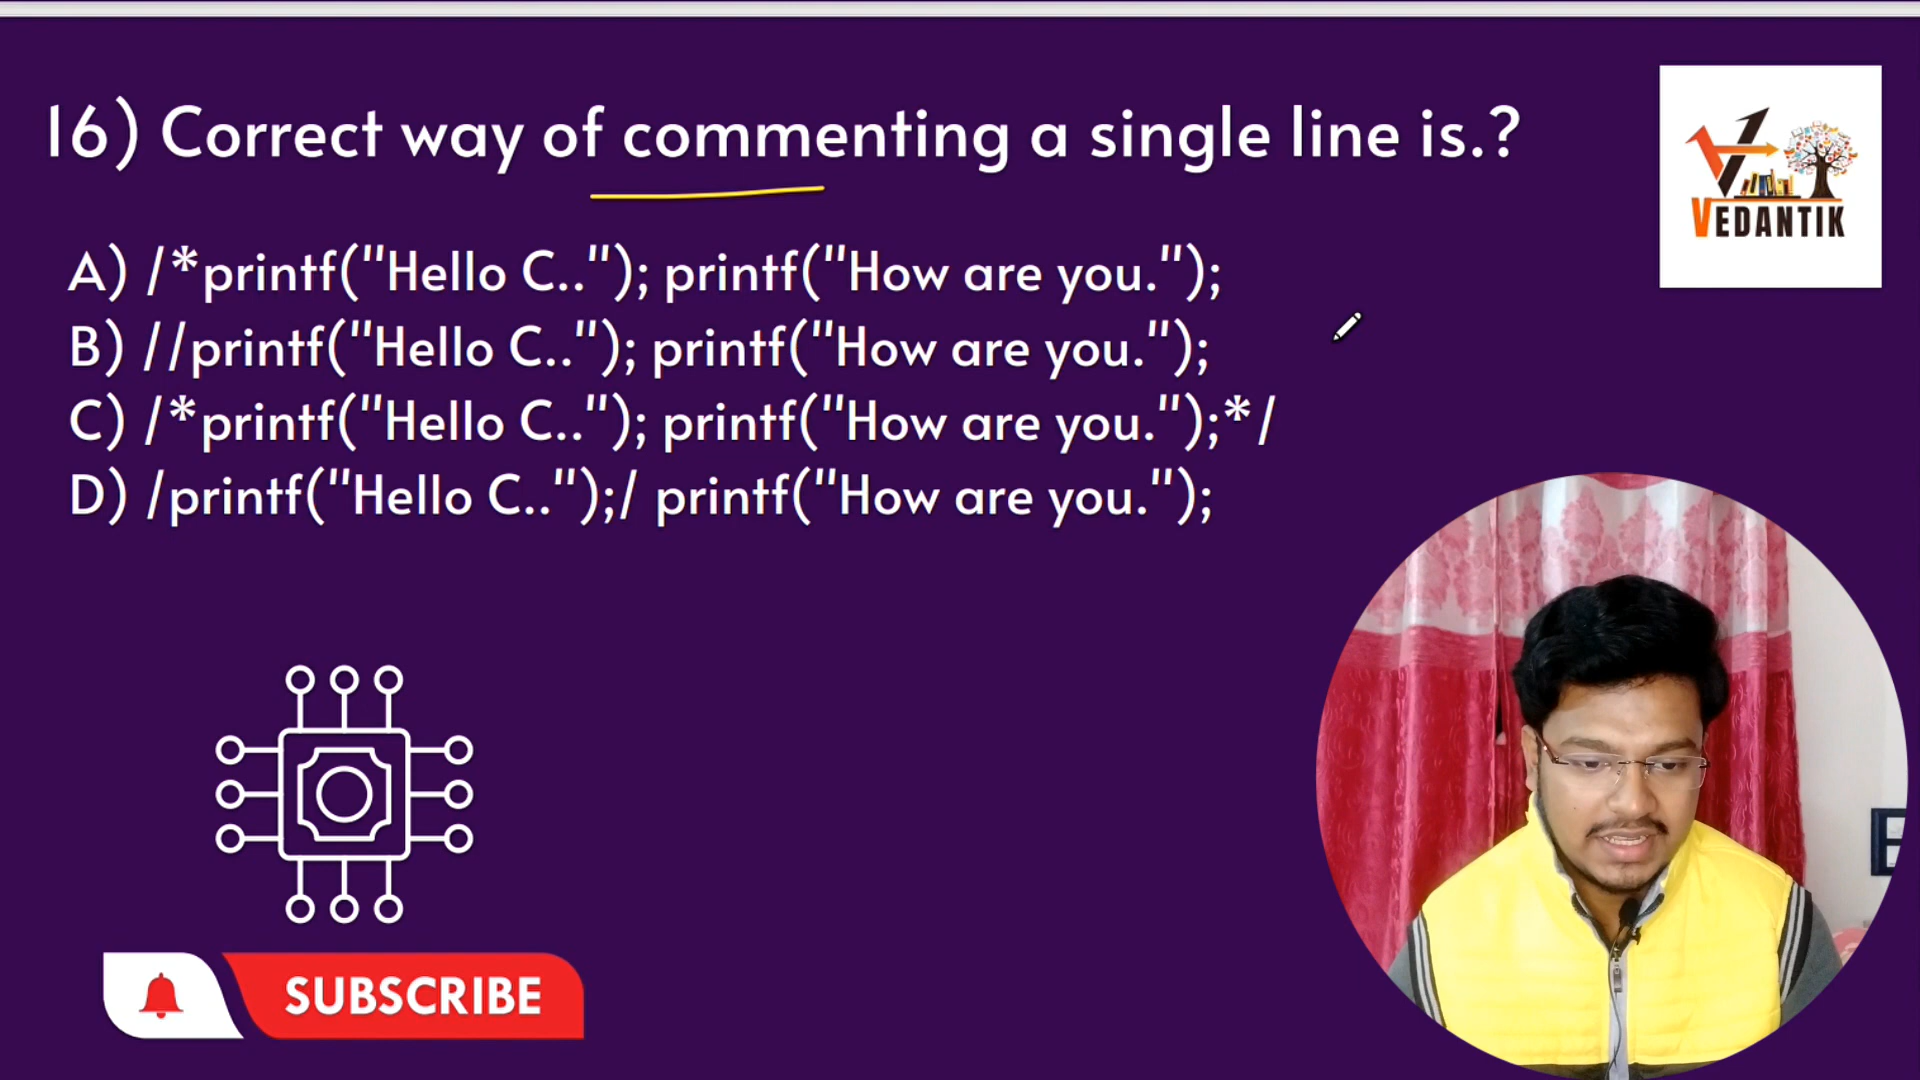 16) Correct way of commenting a single line is.?
VEDANTIK
A) /*printf("Hello C.."); printf("How are you.");
B) //printf("Hello C.."); printf("How are you.");
C) /*printf("Hello C.."); printf("How are you.");*/
D) /printf("Hello C..");/ printf("How are you.");
SUBSCRIBE